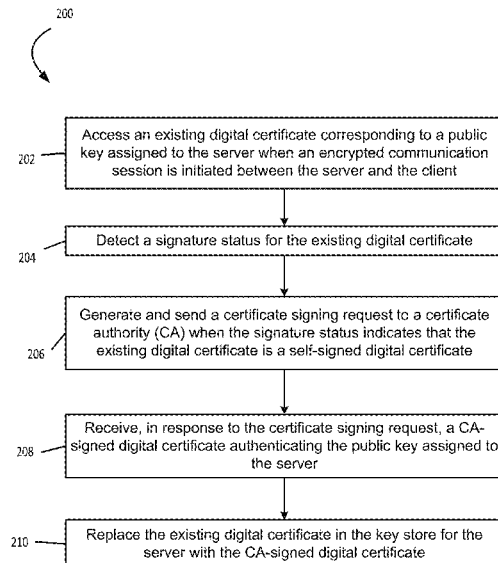 200
202
Access an existing digital certificate corresponding to a public
key assigned to the server when an encrypted communication
session is initiated between the server and the client
204
Detect a signature status for the existing digital certificate
206
Generate and send a certificate signing request to a certificate
authority (CA) when the signature status indicates that the
existing digital certificate is a self-signed digital certificate
208
Receive, in response to the certificate signing request, a CA-
signed digital certificate authenticating the public key assigned to
the server
210
Replace the existing digital certificate in the key store for the
server with the CA-signed digital certificate